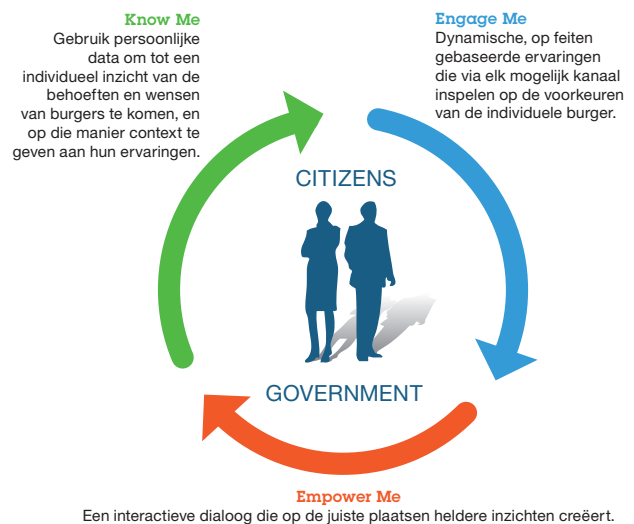 Know Me
Gebruik persoonlijke
data om tot een
individueel inzicht van de
behoeften en wensen
van burgers te komen, en
op die manier context te
geven aan hun ervaringen.
Engage Me
Dynamische, op feiten
gebaseerde ervaringen
die via elk mogelijk kanaal
inspelen op de voorkeuren
van de individuele burger.
CITIZENS
GOVERNMENT
Empower Me
Een interactieve dialoog die op de juiste plaatsen heldere inzichten creëert.